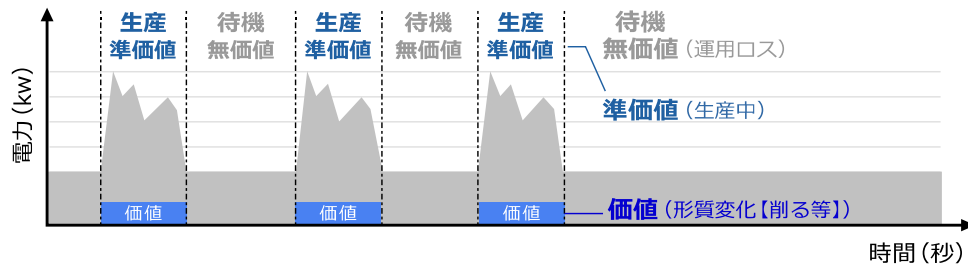 生産
準価値
待機
無価値
生産
準価値
待機
無価値
生産
準価値
待機
無価値（運用ロス）
準価値（生産中）
電力（kw）
価値
価値
価値
価値（形質変化【削る等】）
時間（秒）